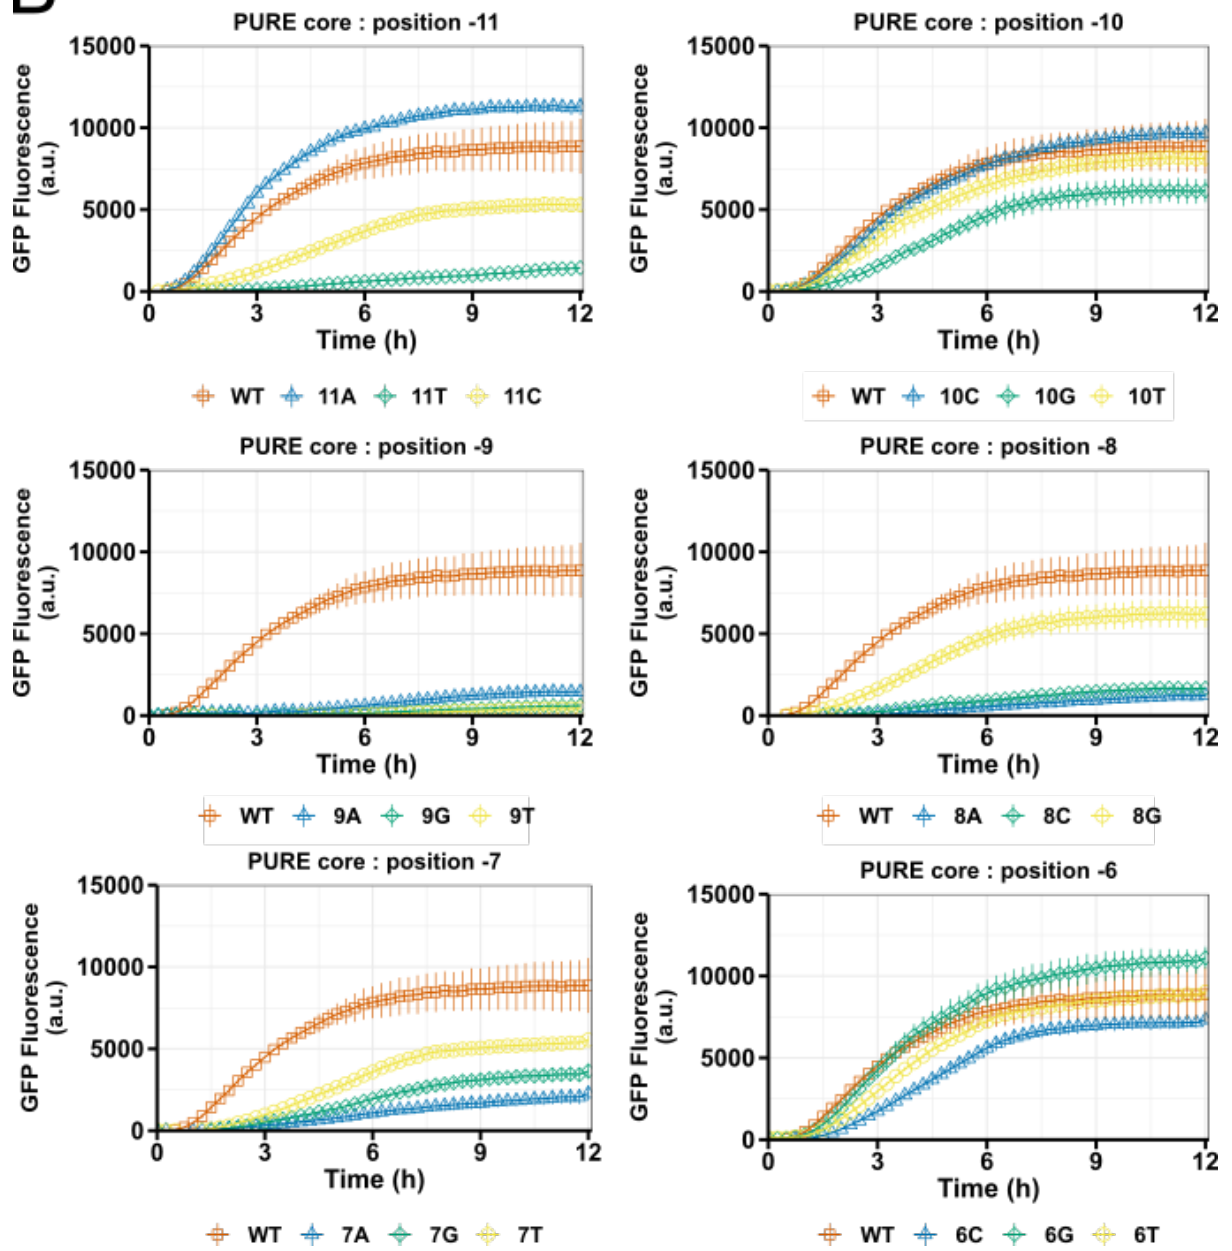 B
PURE core : position -11
GFP Fluorescence
(a.u.)
15000
10000
5000
0
0 3 6 9 12
Time (h)
WT 11A 11T 11C
PURE core : position -10
GFP Fluorescence
(a.u.)
15000
10000
5000
0
0 3 6 9 12
Time (h)
WT 10C 10G 10T
PURE core : position -9
GFP Fluorescence
(a.u.)
15000
10000
5000
0
0 3 6 9 12
Time (h)
WT 9A 9G 9T
PURE core : position -8
GFP Fluorescence
(a.u.)
15000
10000
5000
0
0 3 6 9 12
Time (h)
WT 8A 8C 8G
PURE core : position -7
GFP Fluorescence
(a.u.)
15000
10000
5000
0
0 3 6 9 12
Time (h)
WT 7A 7G 7T
PURE core : position -6
GFP Fluorescence
(a.u.)
15000
10000
5000
0
0 3 6 9 12
Time (h)
WT 6C 6G 6T